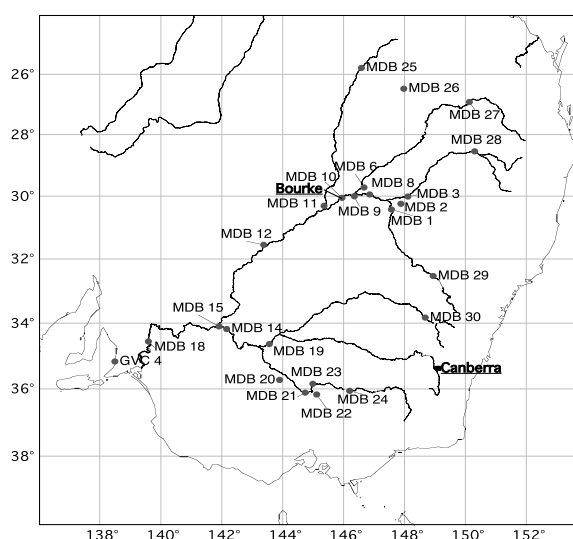 26°
MDB 25
MDB 26
MDB 27
28°
MDB 28
MDB 6
MDB 10
MDB 8
Bourke
MDB 3
30°
MDB 11
MDB 9
MDB 2
MDB 1
MDB 12
32°
MDB 29
MDB 15
MDB 14
MDB 30
34°
MDB 18
MDB 19
GVC 4
MDB 23
Canberra
MDB 20
36°
MDB 21
MDB 24
MDB 22
38°
138° 140° 142° 144° 146° 148° 150° 152°